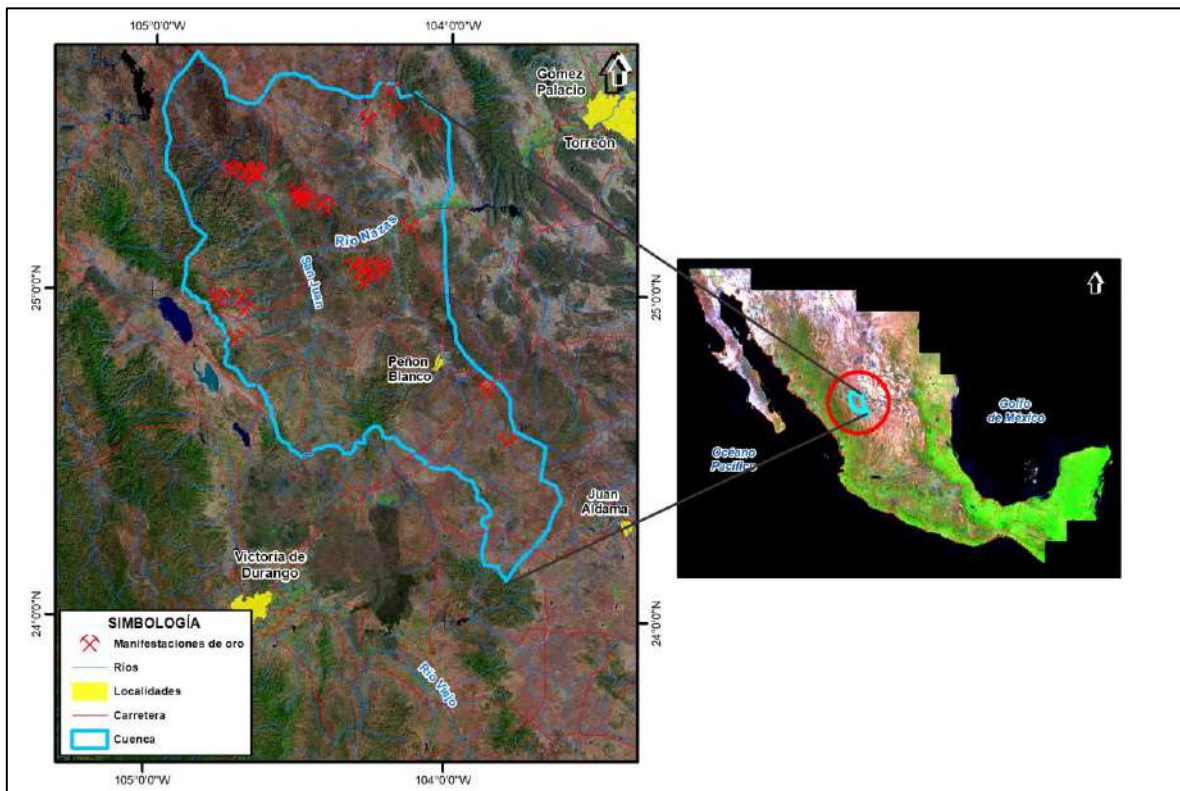 105°0'0"W
104°0'0"W
Gómez
Palacio
Torreón
Río Nazas
San Juan
25°0'0"N
25°0'0"N
Peñon
Blanco
Juan
Aldama
Victoria de
Durango
24°0'0"N
24°0'0"N
Río Viejo
SIMBOLOGÍA
Manifestaciones de oro
Ríos
Localidades
Carretera
Cuenca
105°0'0"W
104°0'0"W
Golfo
de México
Océano
Pacífico